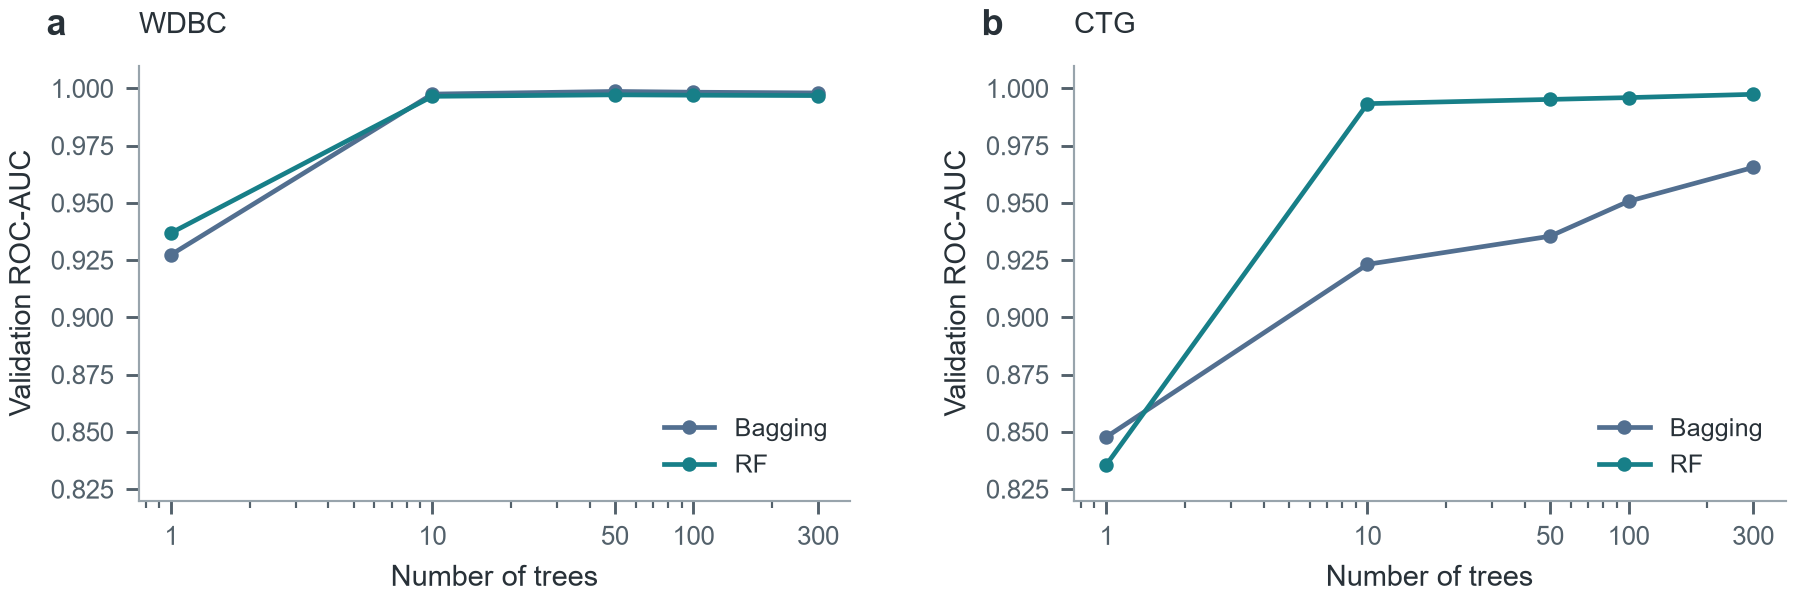 a WDBC
Validation ROC-AUC
1.000
0.975
0.950
0.925
0.900
0.875
0.850
0.825
Bagging
RF
1 10 50 100 300
Number of trees
b CTG
Validation ROC-AUC
1.000
0.975
0.950
0.925
0.900
0.875
0.850
0.825
Bagging
RF
1 10 50 100 300
Number of trees